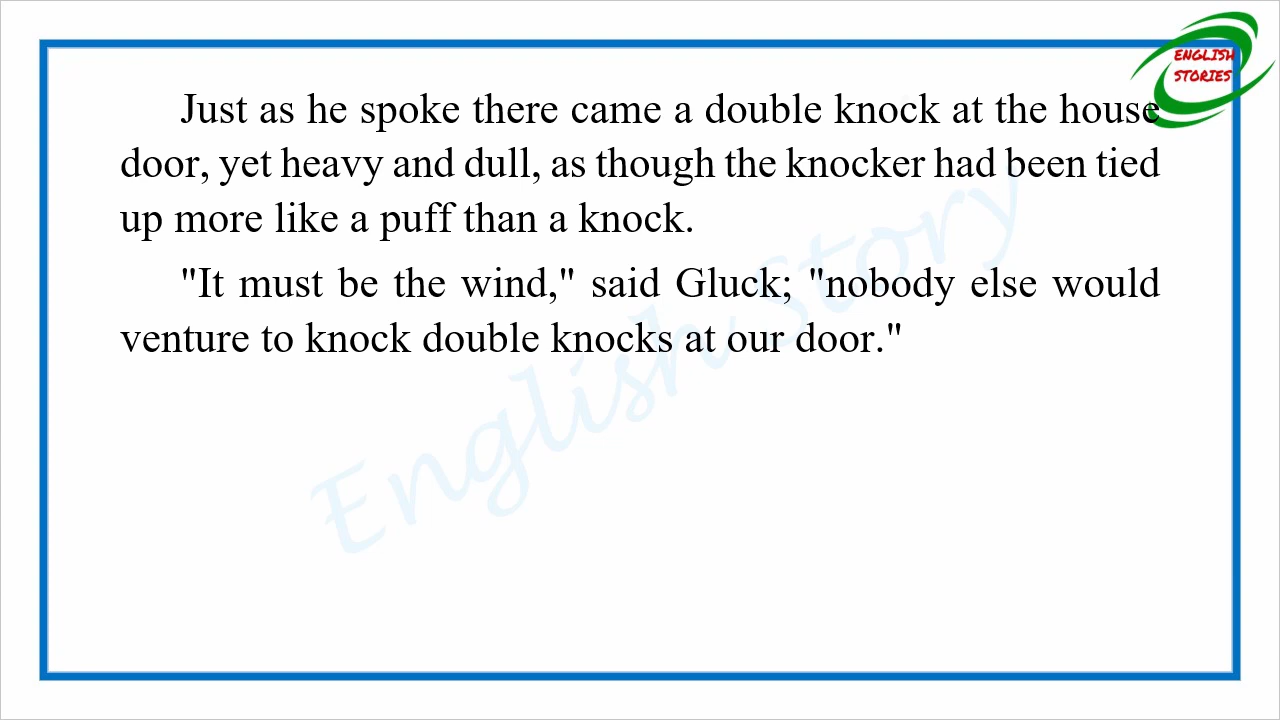 ENGLISH
STORIES
Just as he spoke there came a double knock at the house
door, yet heavy and dull, as though the knocker had been tied
up more like a puff than a knock.
"It must be the wind," said Gluck; "nobody else would
venture to knock double knocks at our door."
English Story